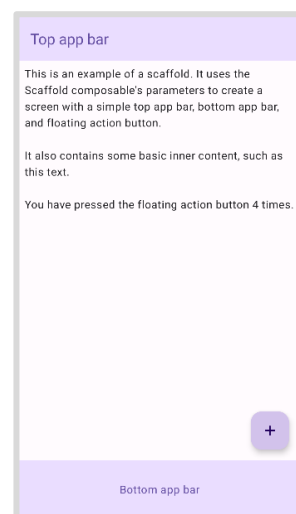 Top app bar
This is an example of a scaffold. It uses the
Scaffold composable's parameters to create a
screen with a simple top app bar, bottom app bar,
and floating action button.
It also contains some basic inner content, such as
this text.
You have pressed the floating action button 4 times.
+
Bottom app bar